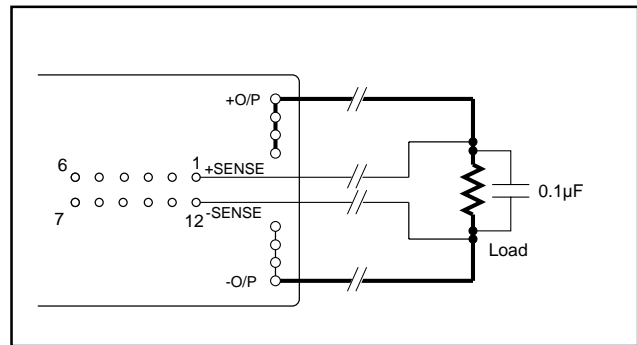 +O/P
6
1
+SENSE
0.1µF
7
12
-SENSE
Load
-O/P